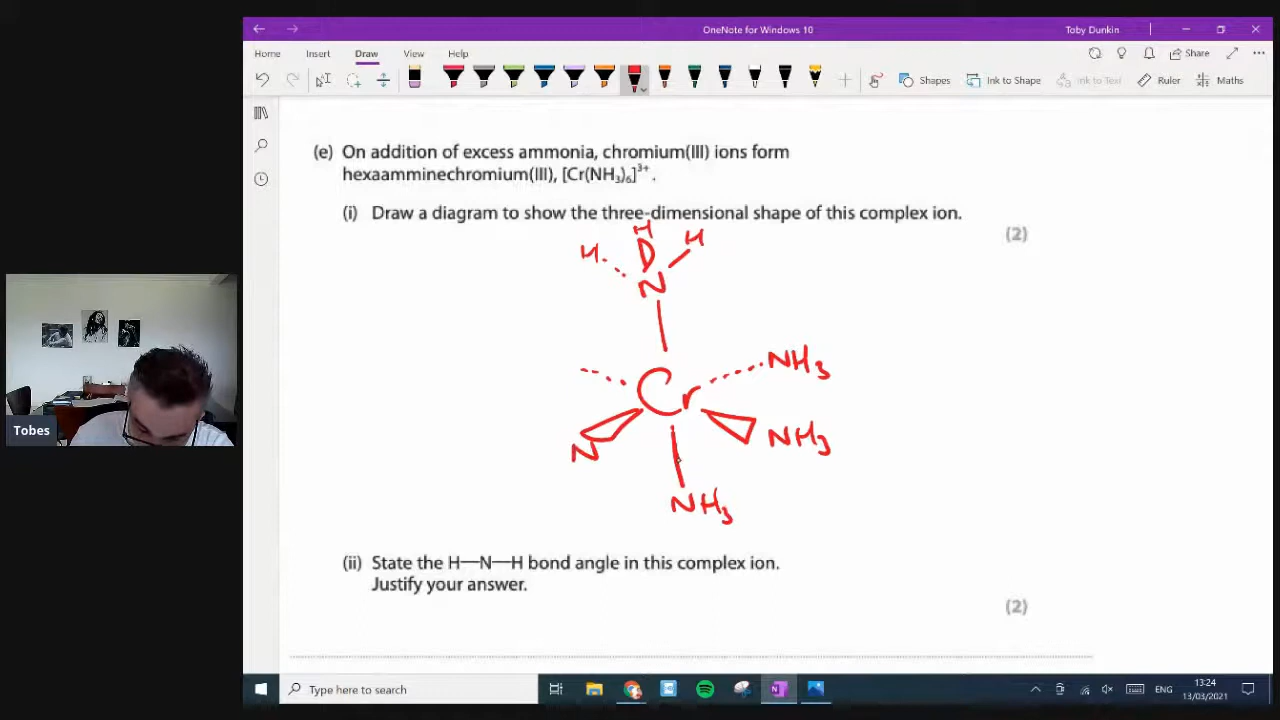 OneNote for Windows 10
Toby Dunkin
Home Insert Draw View Help
Share
Shapes Ink to Shape Ink to Text Ruler Maths
(e) On addition of excess ammonia, chromium(III) ions form
hexaamminechromium(III), [Cr(NH₃)₆]³⁺.
(i) Draw a diagram to show the three-dimensional shape of this complex ion.
(2)
H H H
N
Cr
NH₃
N NH₃
NH₃
Tobes
(ii) State the H—N—H bond angle in this complex ion.
Justify your answer.
(2)
Type here to search
ENG
13:24
13/03/2021